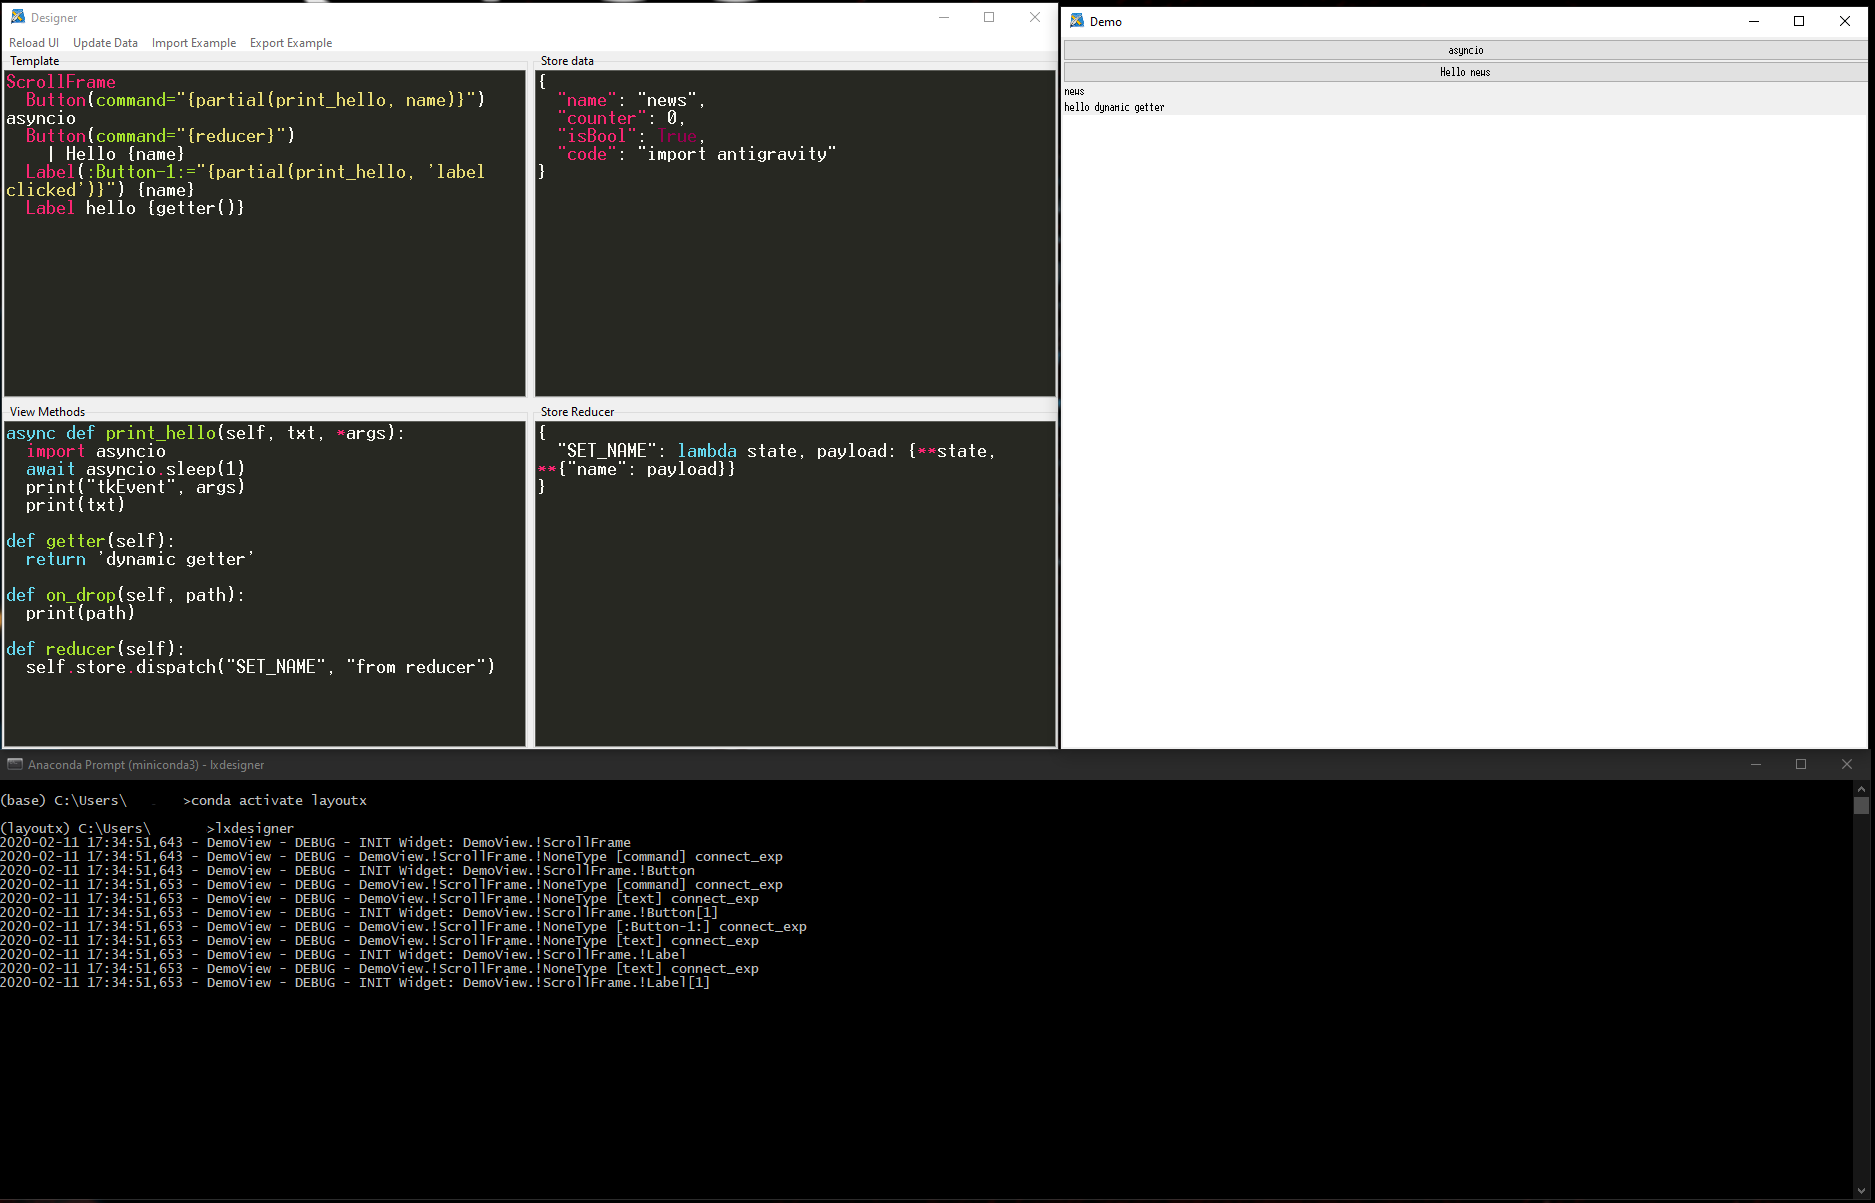 Designer
Reload UI Update Data Import Example Export Example
Template
ScrollFrame
  Button(command="{partial(print_hello, name)}")
asyncio
  Button(command="{reducer}")
    | Hello {name}
  Label(:Button-1:="{partial(print_hello, 'label
clicked')}") {name}
  Label hello {getter()}
Store data
{
  "name": "news",
  "counter": 0,
  "isBool": True,
  "code": "import antigravity"
}
View Methods
async def print_hello(self, txt, *args):
  import asyncio
  await asyncio.sleep(1)
  print("tkEvent", args)
  print(txt)
def getter(self):
  return 'dynamic getter'
def on_drop(self, path):
  print(path)
def reducer(self):
  self.store.dispatch("SET_NAME", "from reducer")
Store Reducer
{
  "SET_NAME": lambda state, payload: {**state,
**{"name": payload}}
}
Demo
asyncio
Hello news
news
hello dynamic getter
Anaconda Prompt (miniconda3) - lxdesigner
(base) C:\Users\ >conda activate layoutx
(layoutx) C:\Users\ >lxdesigner
2020-02-11 17:34:51,643 - DemoView - DEBUG - INIT Widget: DemoView.!ScrollFrame
2020-02-11 17:34:51,643 - DemoView - DEBUG - DemoView.!ScrollFrame.!NoneType [command] connect_exp
2020-02-11 17:34:51,643 - DemoView - DEBUG - INIT Widget: DemoView.!ScrollFrame.!Button
2020-02-11 17:34:51,653 - DemoView - DEBUG - DemoView.!ScrollFrame.!NoneType [command] connect_exp
2020-02-11 17:34:51,653 - DemoView - DEBUG - DemoView.!ScrollFrame.!NoneType [text] connect_exp
2020-02-11 17:34:51,653 - DemoView - DEBUG - INIT Widget: DemoView.!ScrollFrame.!Button[1]
2020-02-11 17:34:51,653 - DemoView - DEBUG - DemoView.!ScrollFrame.!NoneType [:Button-1:] connect_exp
2020-02-11 17:34:51,653 - DemoView - DEBUG - DemoView.!ScrollFrame.!NoneType [text] connect_exp
2020-02-11 17:34:51,653 - DemoView - DEBUG - INIT Widget: DemoView.!ScrollFrame.!Label
2020-02-11 17:34:51,653 - DemoView - DEBUG - DemoView.!ScrollFrame.!NoneType [text] connect_exp
2020-02-11 17:34:51,653 - DemoView - DEBUG - INIT Widget: DemoView.!ScrollFrame.!Label[1]